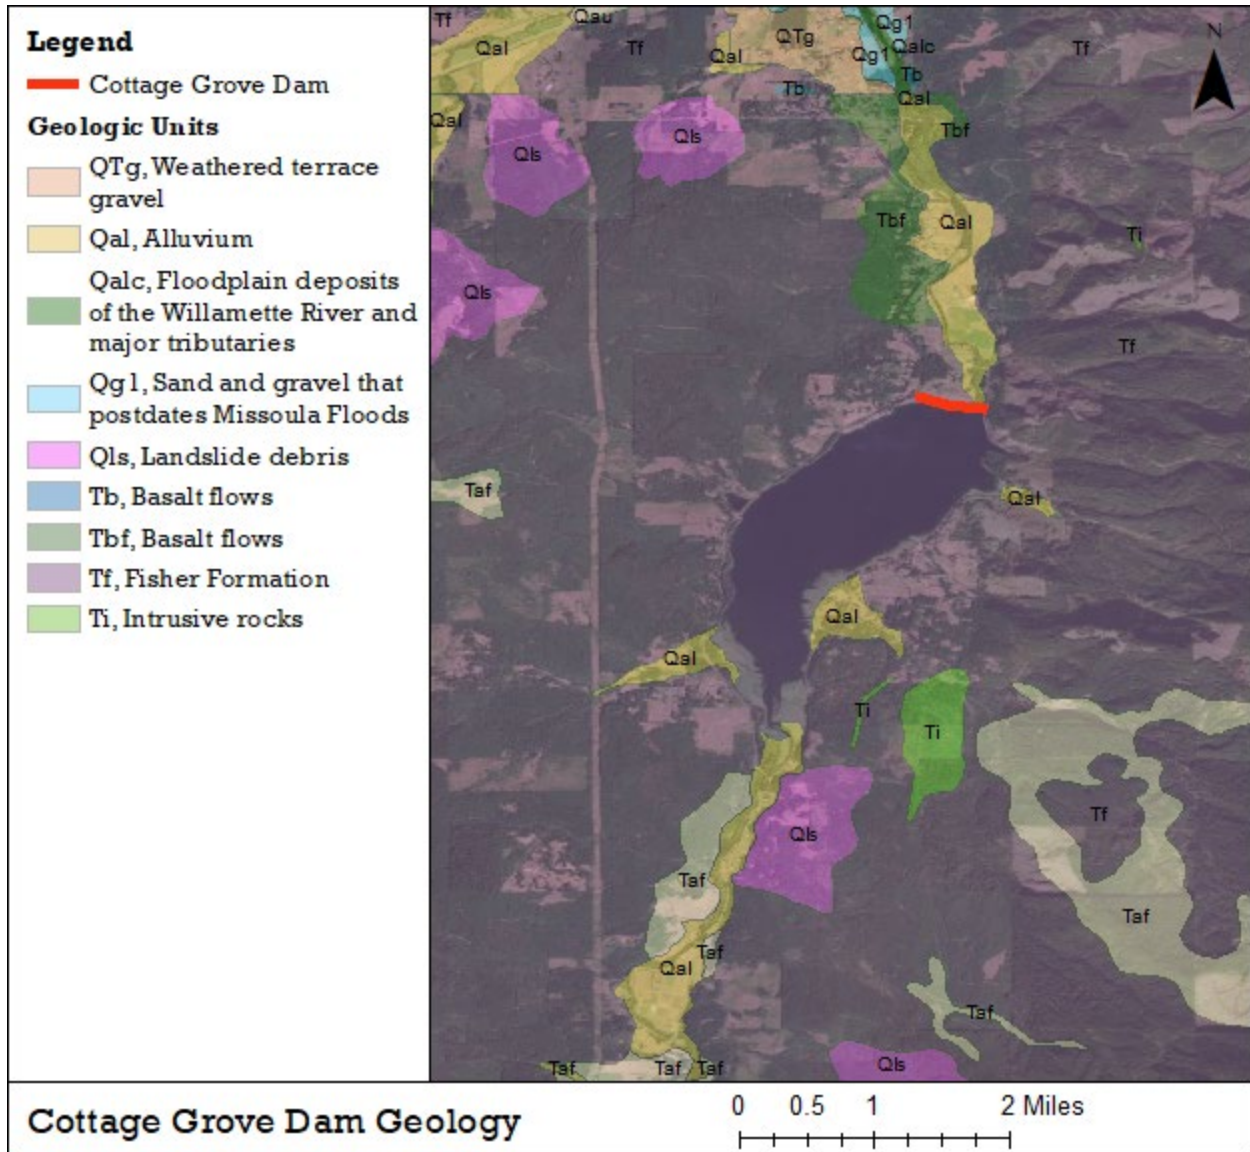 Legend
Cottage Grove Dam
Geologic Units
QTg, Weathered terrace
gravel
Qal, Alluvium
Qalc, Floodplain deposits
of the Willamette River and
major tributaries
Qg1, Sand and gravel that
postdates Missoula Floods
Qls, Landslide debris
Tb, Basalt flows
Tbf, Basalt flows
Tf, Fisher Formation
Ti, Intrusive rocks
Tf
Qau
Qal
Tf
QTg
Qal
Qg1
Qg1
Qalc
Tb
Tb
Tf
N
Qal
Qal
Tbf
Qls
Qls
Tbf
Qal
Ti
Qls
Tf
Taf
Qal
Qal
Qal
Ti
Ti
Qls
Tf
Taf
Taf
Taf
Qal
Taf
Taf
Taf
Taf
Qls
Cottage Grove Dam Geology
0 0.5 1 2 Miles